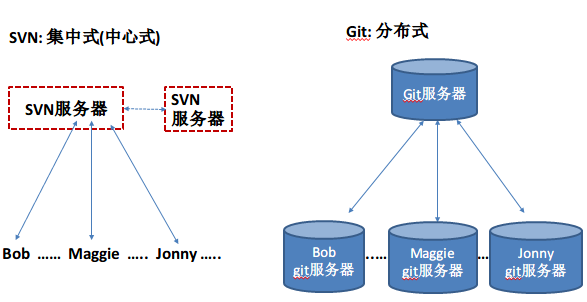 SVN: 集中式(中心式)
SVN服务器
SVN
服务器
Bob ...... Maggie ..... Jonny .....
Git: 分布式
Git服务器
Bob
git服务器
.....
Maggie
git服务器
...
Jonny
git服务器